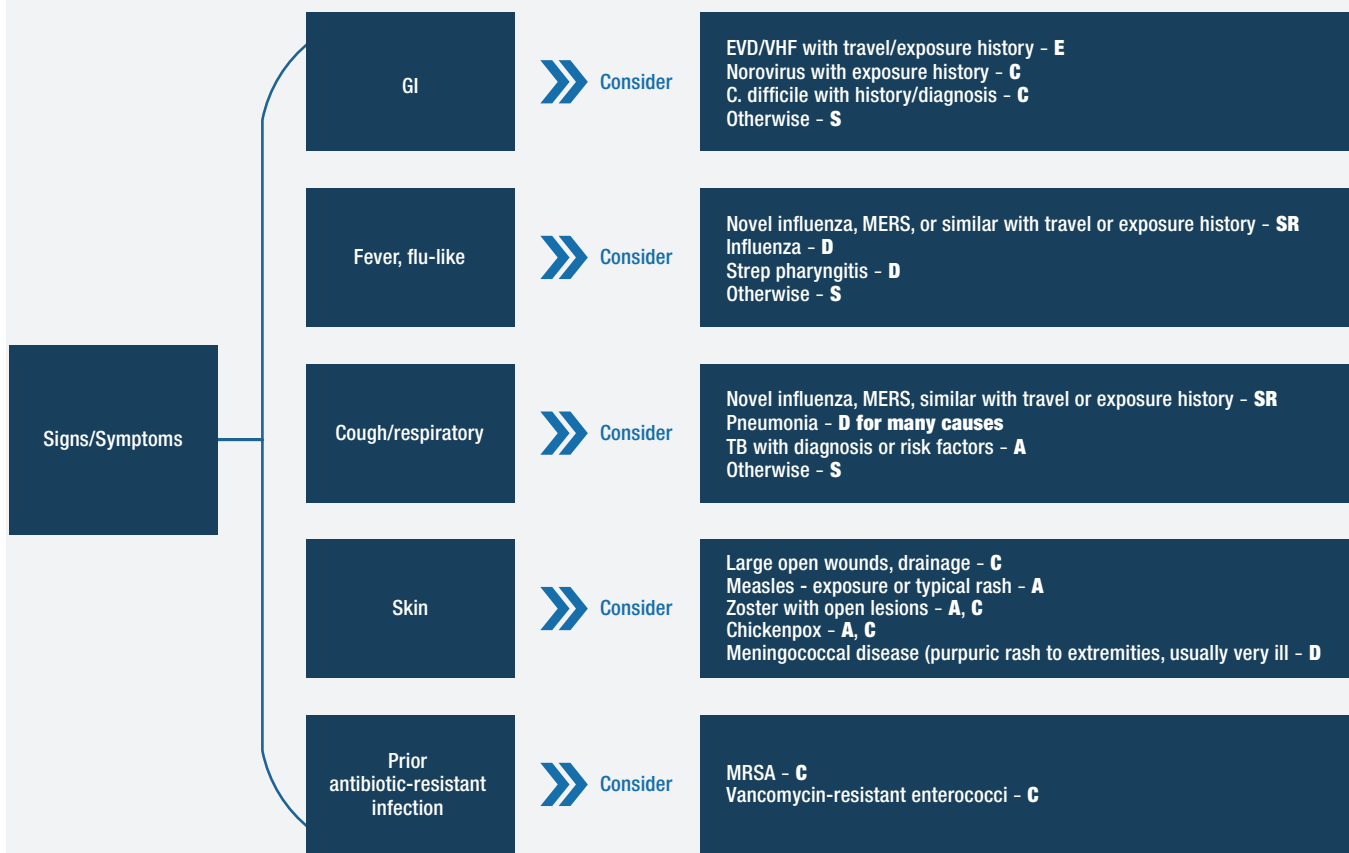 Signs/Symptoms
GI
Consider
EVD/VHF with travel/exposure history - E
Norovirus with exposure history - C
C. difficile with history/diagnosis - C
Otherwise - S
Fever, flu-like
Consider
Novel influenza, MERS, or similar with travel or exposure history - SR
Influenza - D
Strep pharyngitis - D
Otherwise - S
Cough/respiratory
Consider
Novel influenza, MERS, similar with travel or exposure history - SR
Pneumonia - D for many causes
TB with diagnosis or risk factors - A
Otherwise - S
Skin
Consider
Large open wounds, drainage - C
Measles - exposure or typical rash - A
Zoster with open lesions - A, C
Chickenpox - A, C
Meningococcal disease (purpuric rash to extremities, usually very ill - D
Prior
antibiotic-resistant
infection
Consider
MRSA - C
Vancomycin-resistant enterococci - C